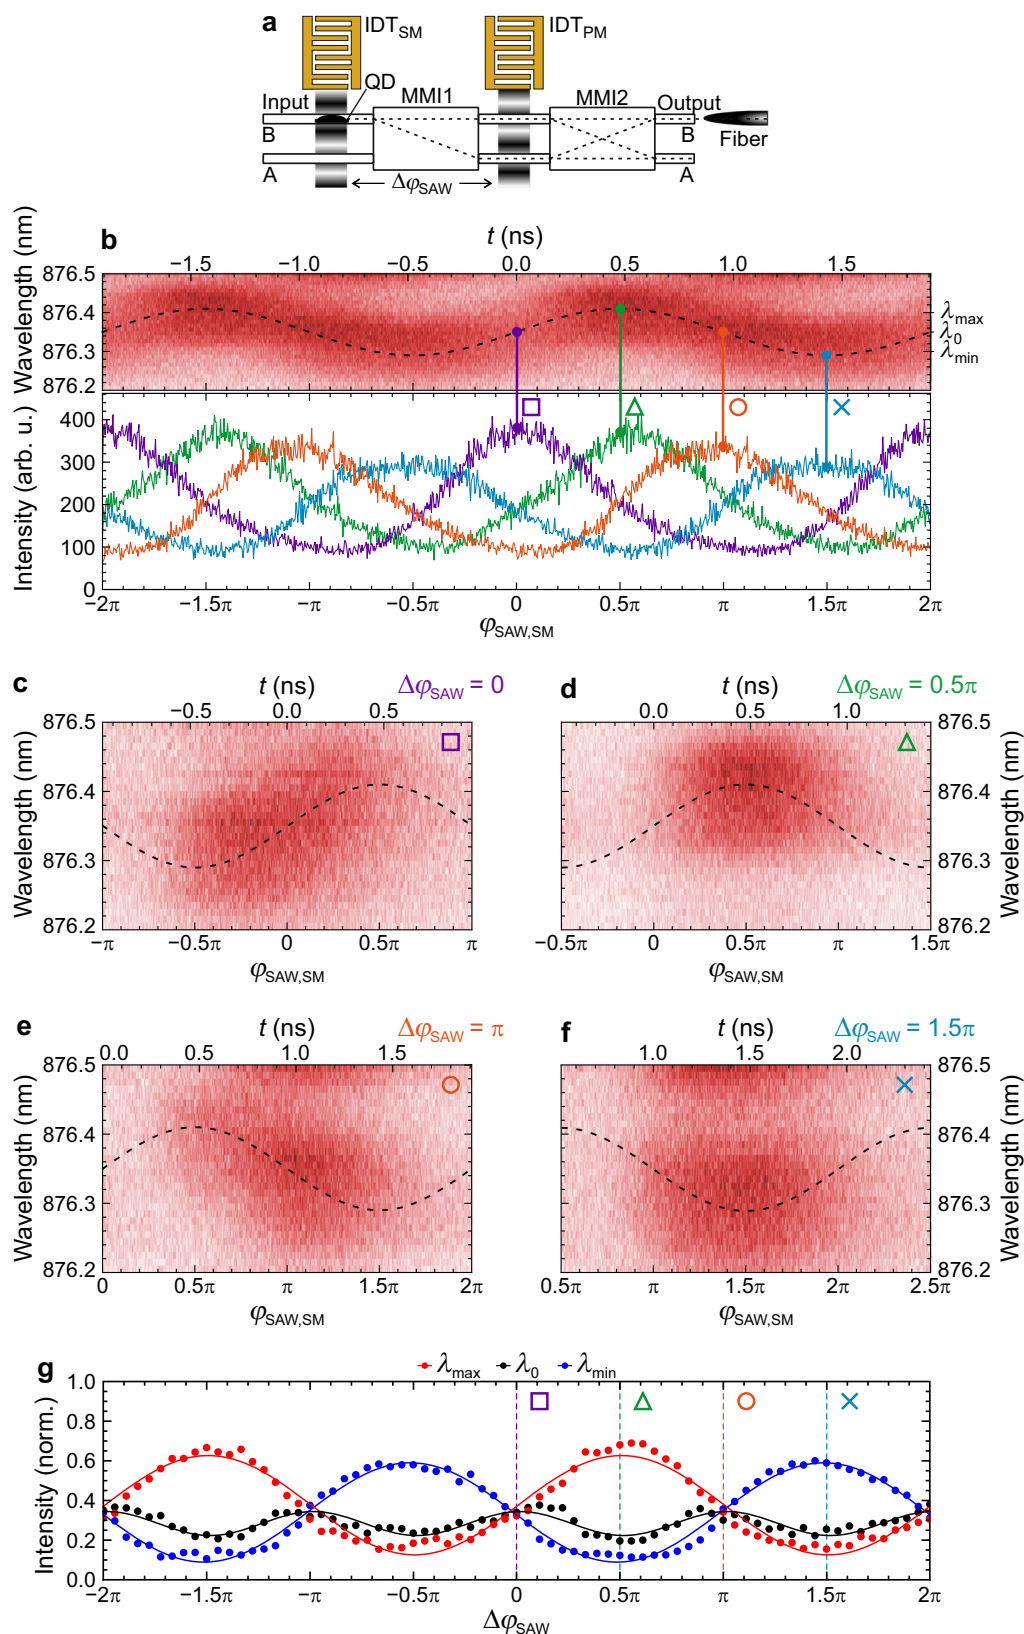 a
IDT_SM
IDT_PM
QD
Input
MMI1
MMI2
Output
B
B
Fiber
A
A
Δφ_SAW
b
t (ns)
−1.5 −1.0 −0.5 0.0 0.5 1.0 1.5
Wavelength (nm)
876.5
876.4
876.3
876.2
λ_max
λ_0
λ_min
Intensity (arb. u.)
400
300
200
100
0
−2π −1.5π −π −0.5π 0 0.5π π 1.5π 2π
φ_SAW,SM
c
t (ns)
Δφ_SAW = 0
−0.5 0.0 0.5
Wavelength (nm)
876.5
876.4
876.3
876.2
−π −0.5π 0 0.5π π
φ_SAW,SM
d
t (ns)
Δφ_SAW = 0.5π
0.0 0.5 1.0
876.5
876.4
876.3
876.2
Wavelength (nm)
−0.5π 0 0.5π π 1.5π
φ_SAW,SM
e
t (ns)
Δφ_SAW = π
0.0 0.5 1.0 1.5
Wavelength (nm)
876.5
876.4
876.3
876.2
0 0.5π π 1.5π 2π
φ_SAW,SM
f
t (ns)
Δφ_SAW = 1.5π
1.0 1.5 2.0
876.5
876.4
876.3
876.2
Wavelength (nm)
0.5π π 1.5π 2π 2.5π
φ_SAW,SM
g
λ_max λ_0 λ_min
Intensity (norm.)
1.0
0.8
0.6
0.4
0.2
0.0
−2π −1.5π −π −0.5π 0 0.5π π 1.5π 2π
Δφ_SAW